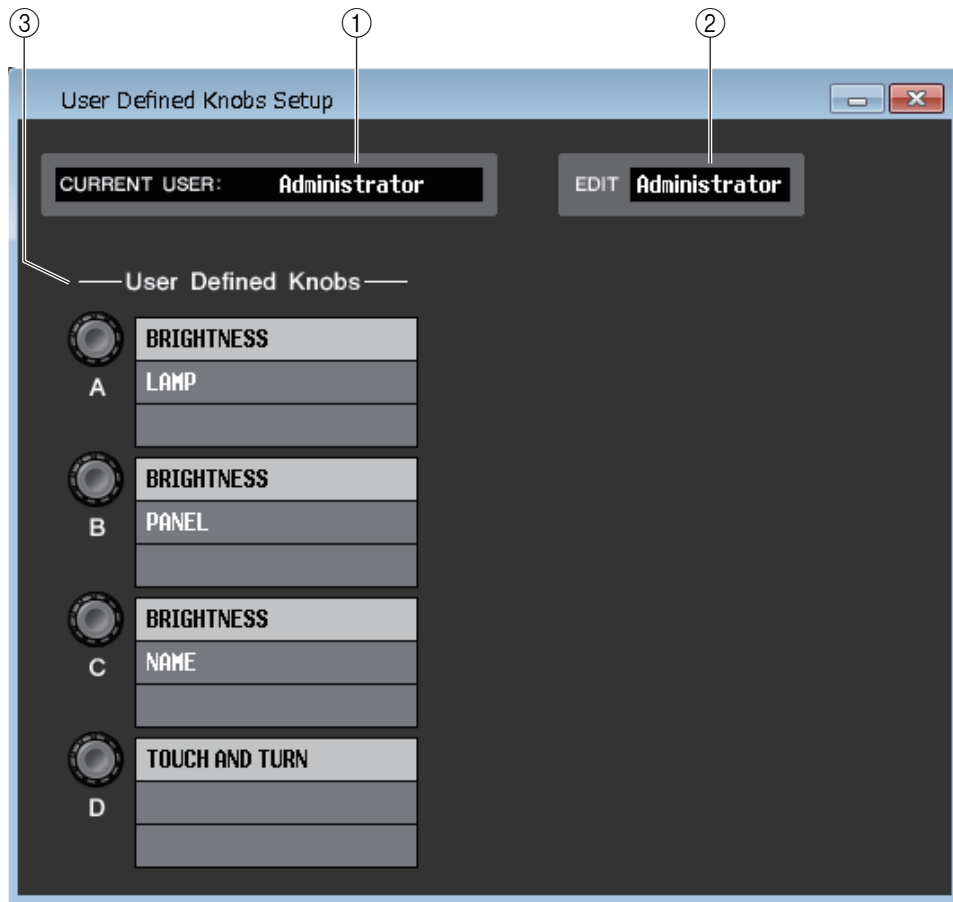 ③ ① ②
User Defined Knobs Setup
CURRENT USER: Administrator EDIT Administrator
User Defined Knobs
BRIGHTNESS
A LAMP
BRIGHTNESS
B PANEL
BRIGHTNESS
C NAME
TOUCH AND TURN
D